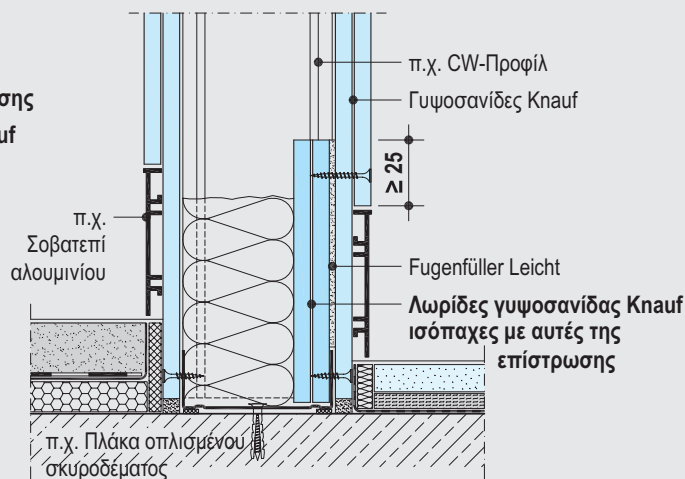 σης
uf
π.χ. CW-Προφίλ
Γυψοσανίδες Knauf
≥ 25
π.χ.
Σοβατεπί
αλουμινίου
Fugenfüller Leicht
Λωρίδες γυψοσανίδας Knauf
ισόπαχες με αυτές της
επίστρωσης
π.χ. Πλάκα οπλισμένου
σκυροδέματος